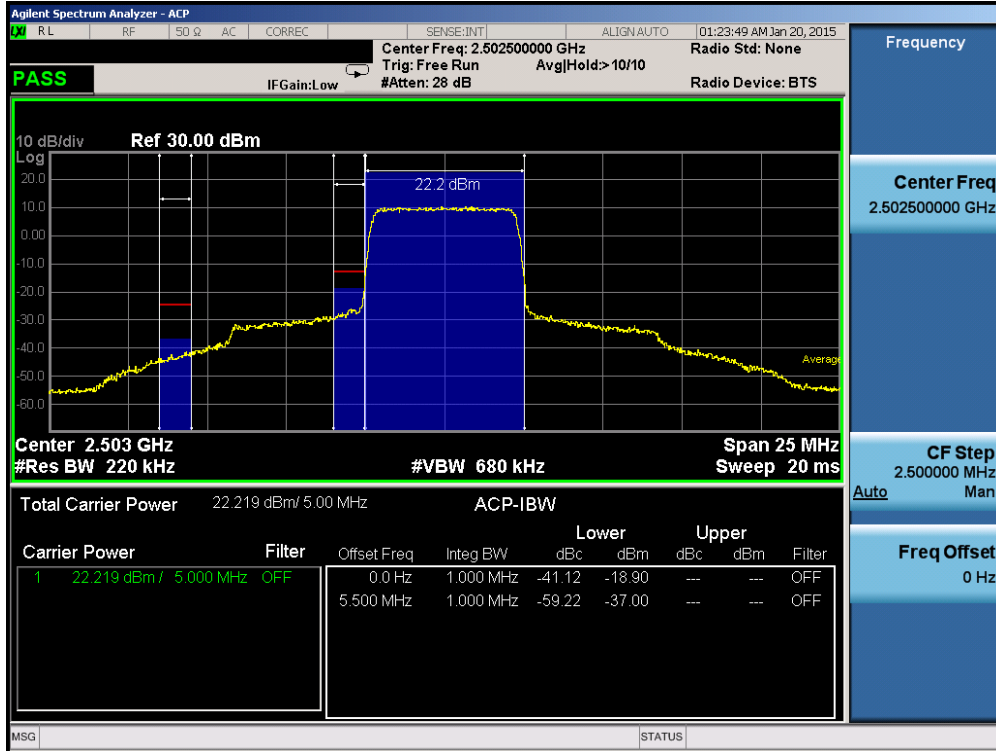 Agilent Spectrum Analyzer - ACP
LXI RL RF 50 Ω AC CORREC SENSE:INT ALIGN AUTO 01:23:49 AM Jan 20, 2015
Center Freq: 2.502500000 GHz Radio Std: None
Trig: Free Run Avg|Hold:>10/10
PASS IFGain:Low #Atten: 28 dB Radio Device: BTS
10 dB/div Ref 30.00 dBm
Log
20.0
22.2 dBm
10.0
0.00
-10.0
-20.0
-30.0
-40.0
Average
-50.0
-60.0
Center 2.503 GHz Span 25 MHz
#Res BW 220 kHz #VBW 680 kHz Sweep 20 ms
Total Carrier Power 22.219 dBm/ 5.00 MHz ACP-IBW
Lower Upper
Carrier Power Filter Offset Freq Integ BW dBc dBm dBc dBm Filter
1 22.219 dBm / 5.000 MHz OFF 0.0 Hz 1.000 MHz -41.12 -18.90 --- --- OFF
5.500 MHz 1.000 MHz -59.22 -37.00 --- --- OFF
MSG STATUS
Frequency
Center Freq
2.502500000 GHz
CF Step
2.500000 MHz
Auto Man
Freq Offset
0 Hz